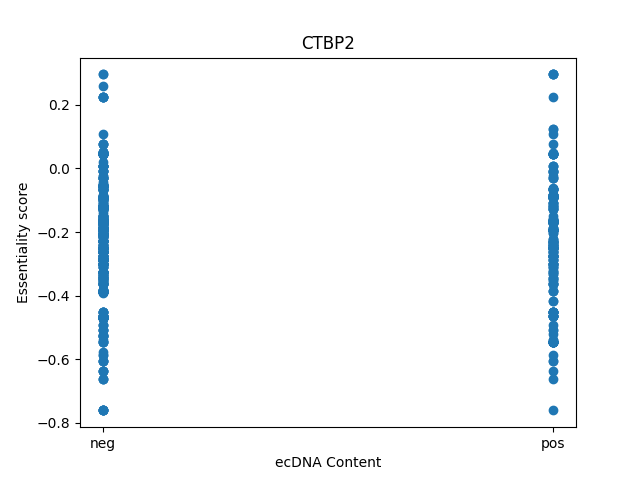 CTBP2
Essentiality score
0.2
0.0
−0.2
−0.4
−0.6
−0.8
neg
pos
ecDNA Content